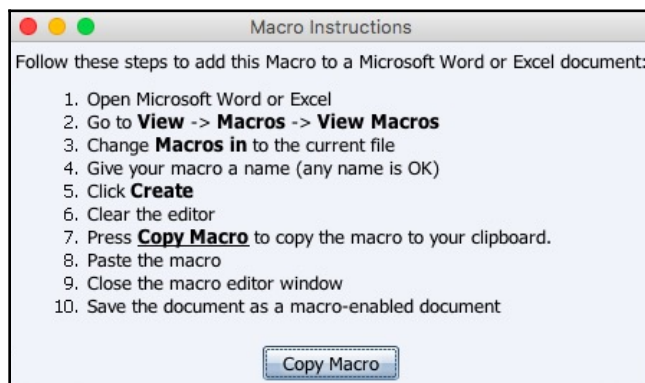 Macro Instructions
Follow these steps to add this Macro to a Microsoft Word or Excel document:
1. Open Microsoft Word or Excel
2. Go to View -> Macros -> View Macros
3. Change Macros in to the current file
4. Give your macro a name (any name is OK)
5. Click Create
6. Clear the editor
7. Press Copy Macro to copy the macro to your clipboard.
8. Paste the macro
9. Close the macro editor window
10. Save the document as a macro-enabled document
Copy Macro